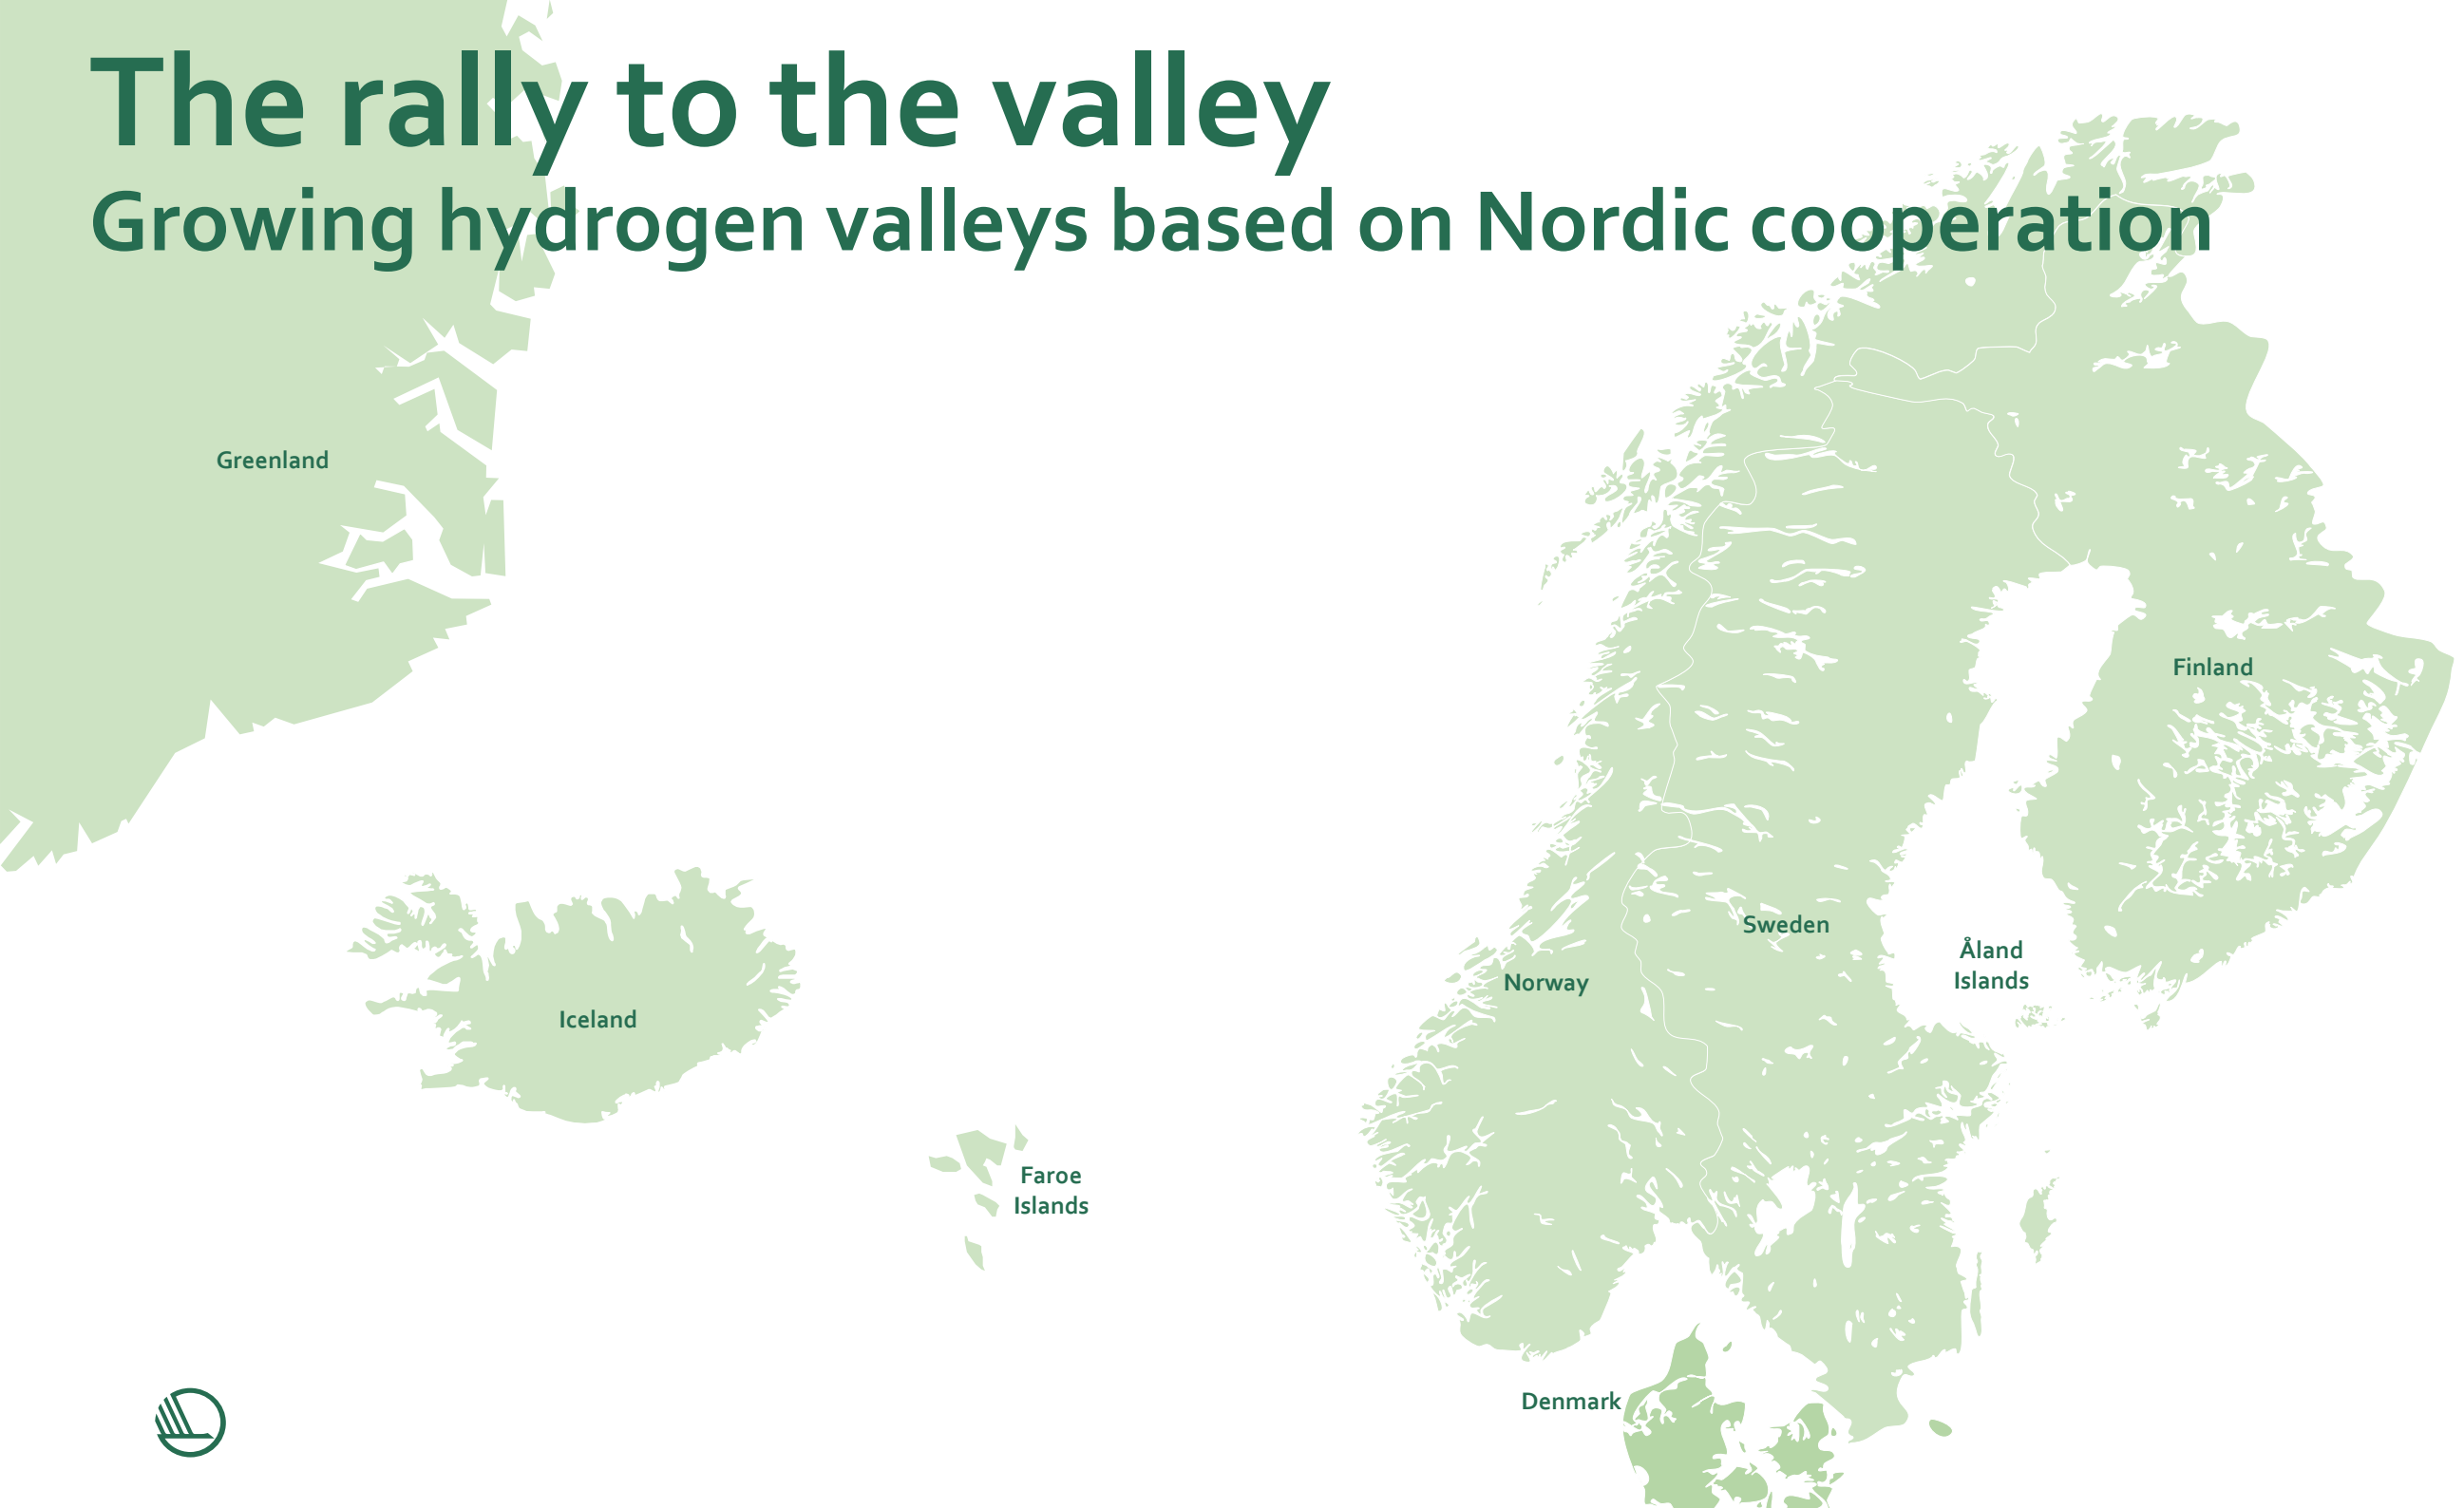 The rally to the valley
Growing hydrogen valleys based on Nordic cooperation
Greenland
Finland
Sweden
Åland
Islands
Norway
Iceland
Faroe
Islands
Denmark